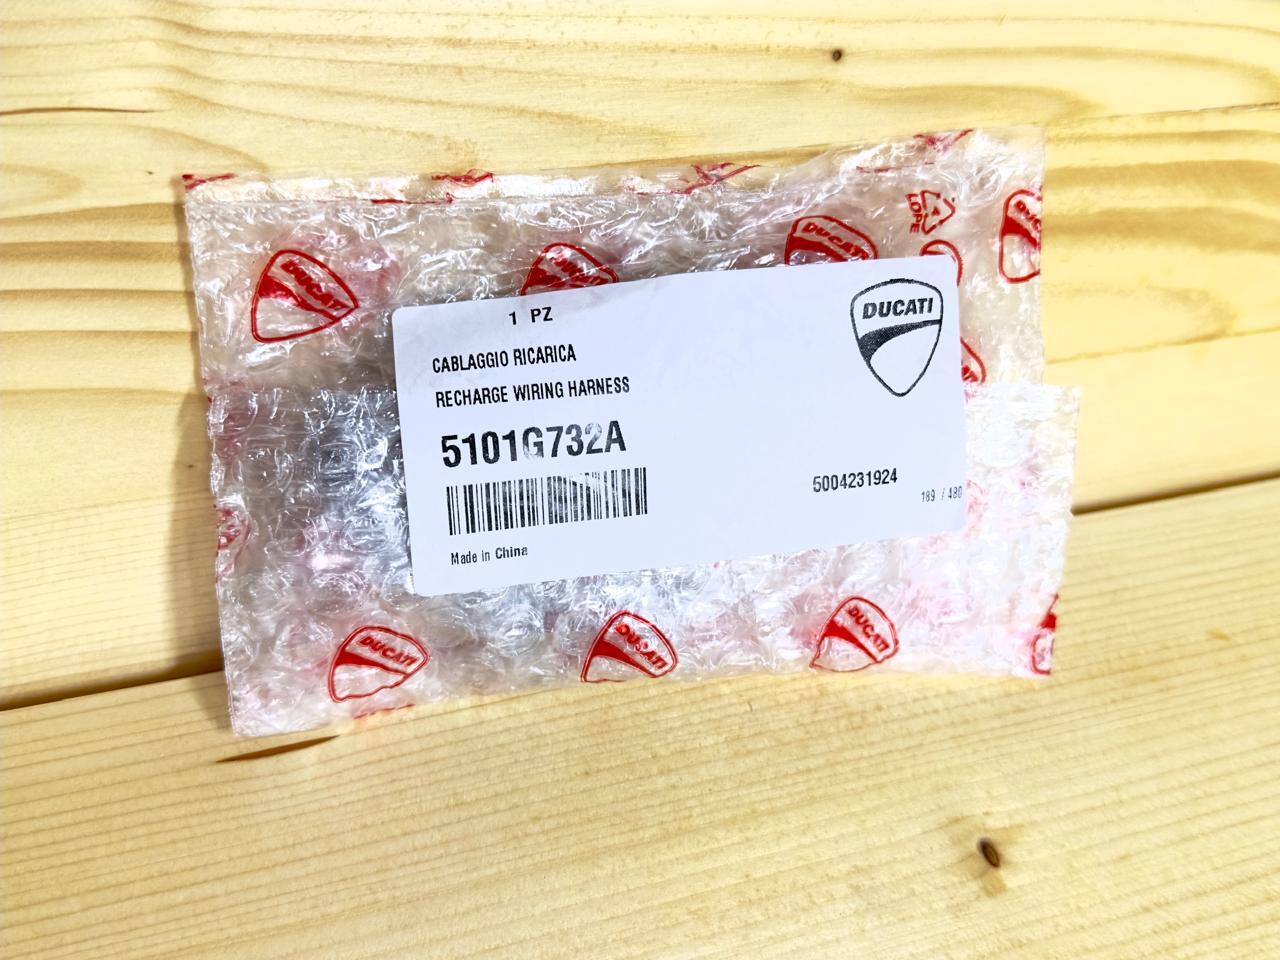 LDPE
DUCATI
DUCATI
DUCATI
1 PZ
DUCATI
CABLAGGIO RICARICA
RECHARGE WIRING HARNESS
5101G732A
5004231924
189 / 480
Made in China
DUCATI
DUCATI
DUCATI